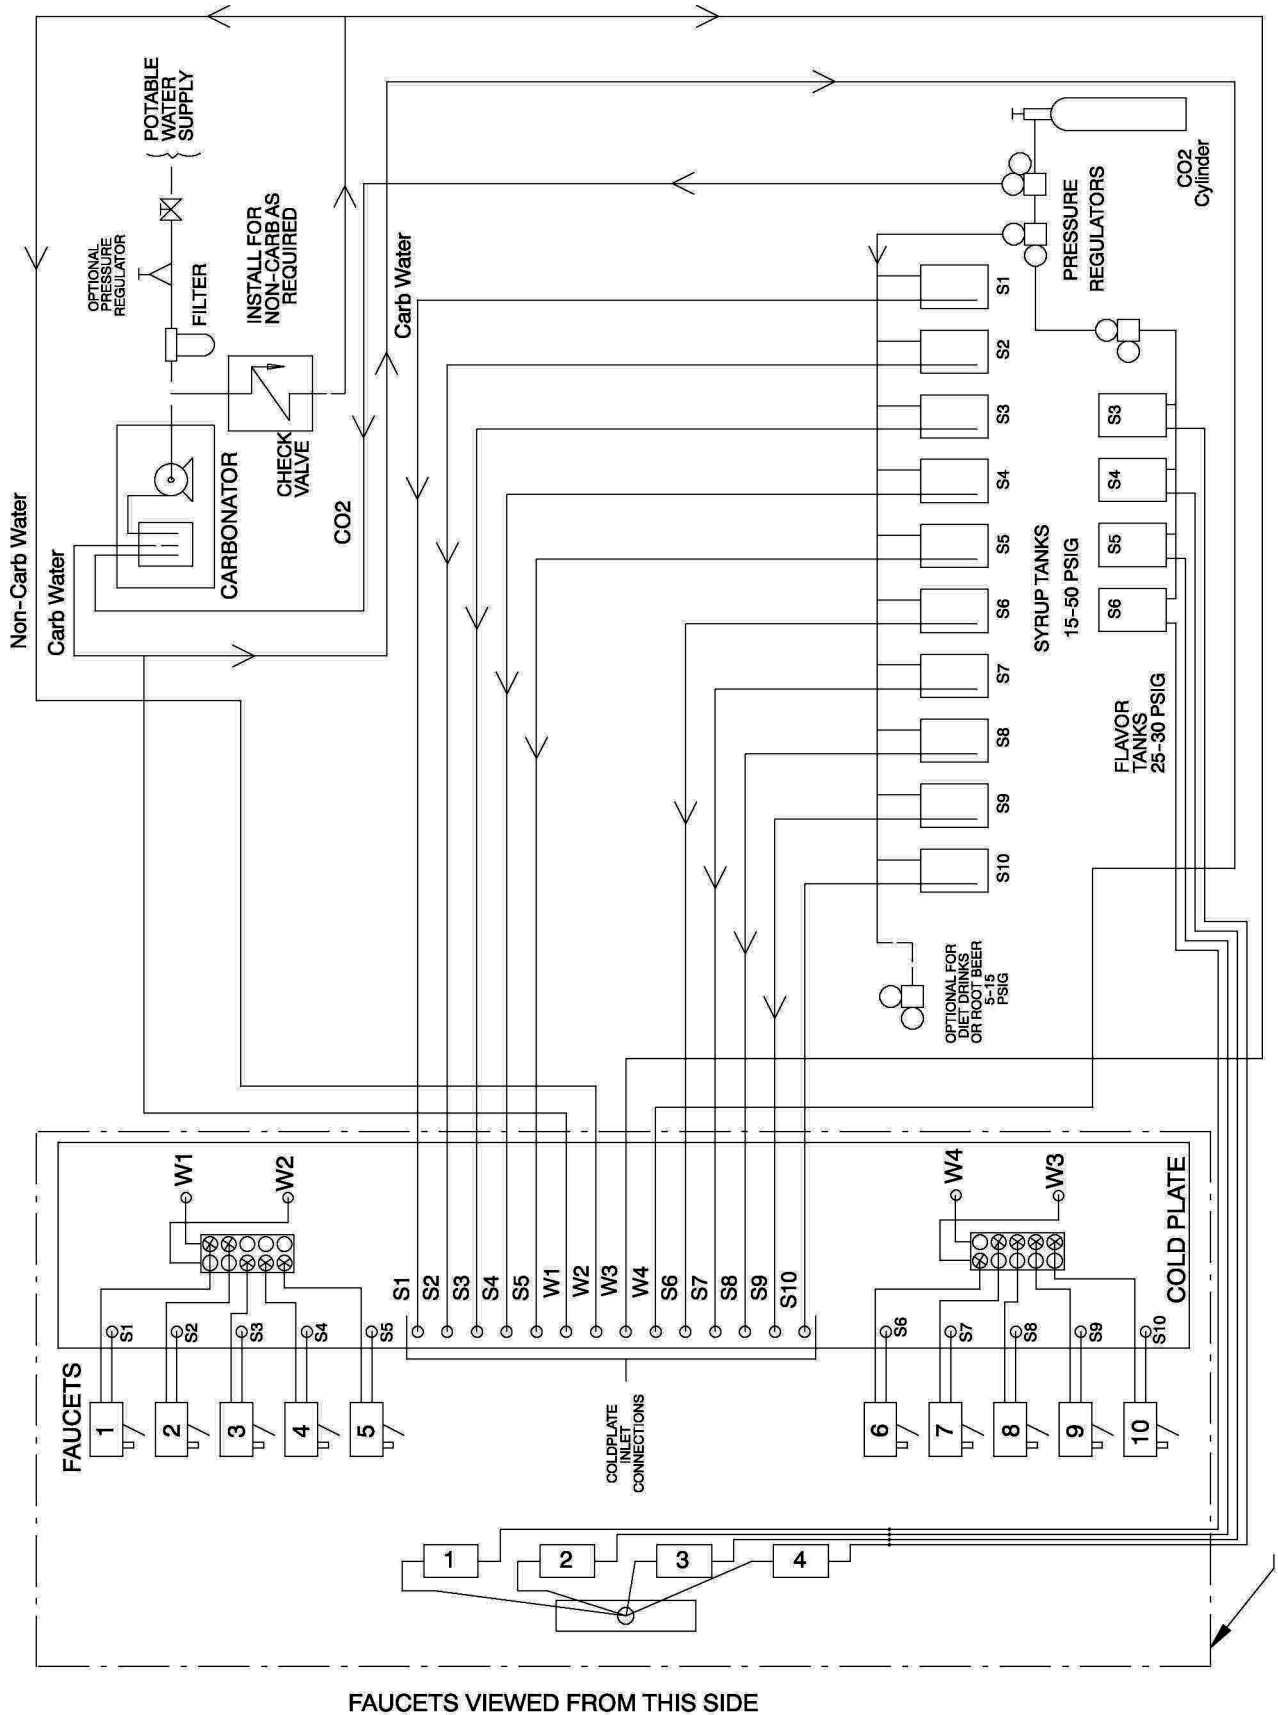 POTABLE
WATER
SUPPLY
OPTIONAL
PRESSURE
REGULATOR
FILTER
INSTALL FOR
NON-CARB AS
REQUIRED
CHECK
VALVE
CARBONATOR
Non-Carb Water
Carb Water
CO2
Carb Water
CO2
Cylinder
PRESSURE
REGULATORS
S1
S2
S3
S4
S5
S6
S7
S8
S9
S10
SYRUP TANKS
15-50 PSIG
S3
S4
S5
S6
FLAVOR
TANKS
25-30 PSIG
OPTIONAL FOR
DIET DRINKS
OR ROOT BEER
5-15
PSIG
W1
W2
W4
W3
COLD PLATE
S1
S2
S3
S4
S5
W1
W2
W3
W4
S6
S7
S8
S9
S10
S1
S2
S3
S4
S5
S6
S7
S8
S9
S10
FAUCETS
1
2
3
4
5
6
7
8
9
10
COLDPLATE
INLET
CONNECTIONS
1
2
3
4
FAUCETS VIEWED FROM THIS SIDE